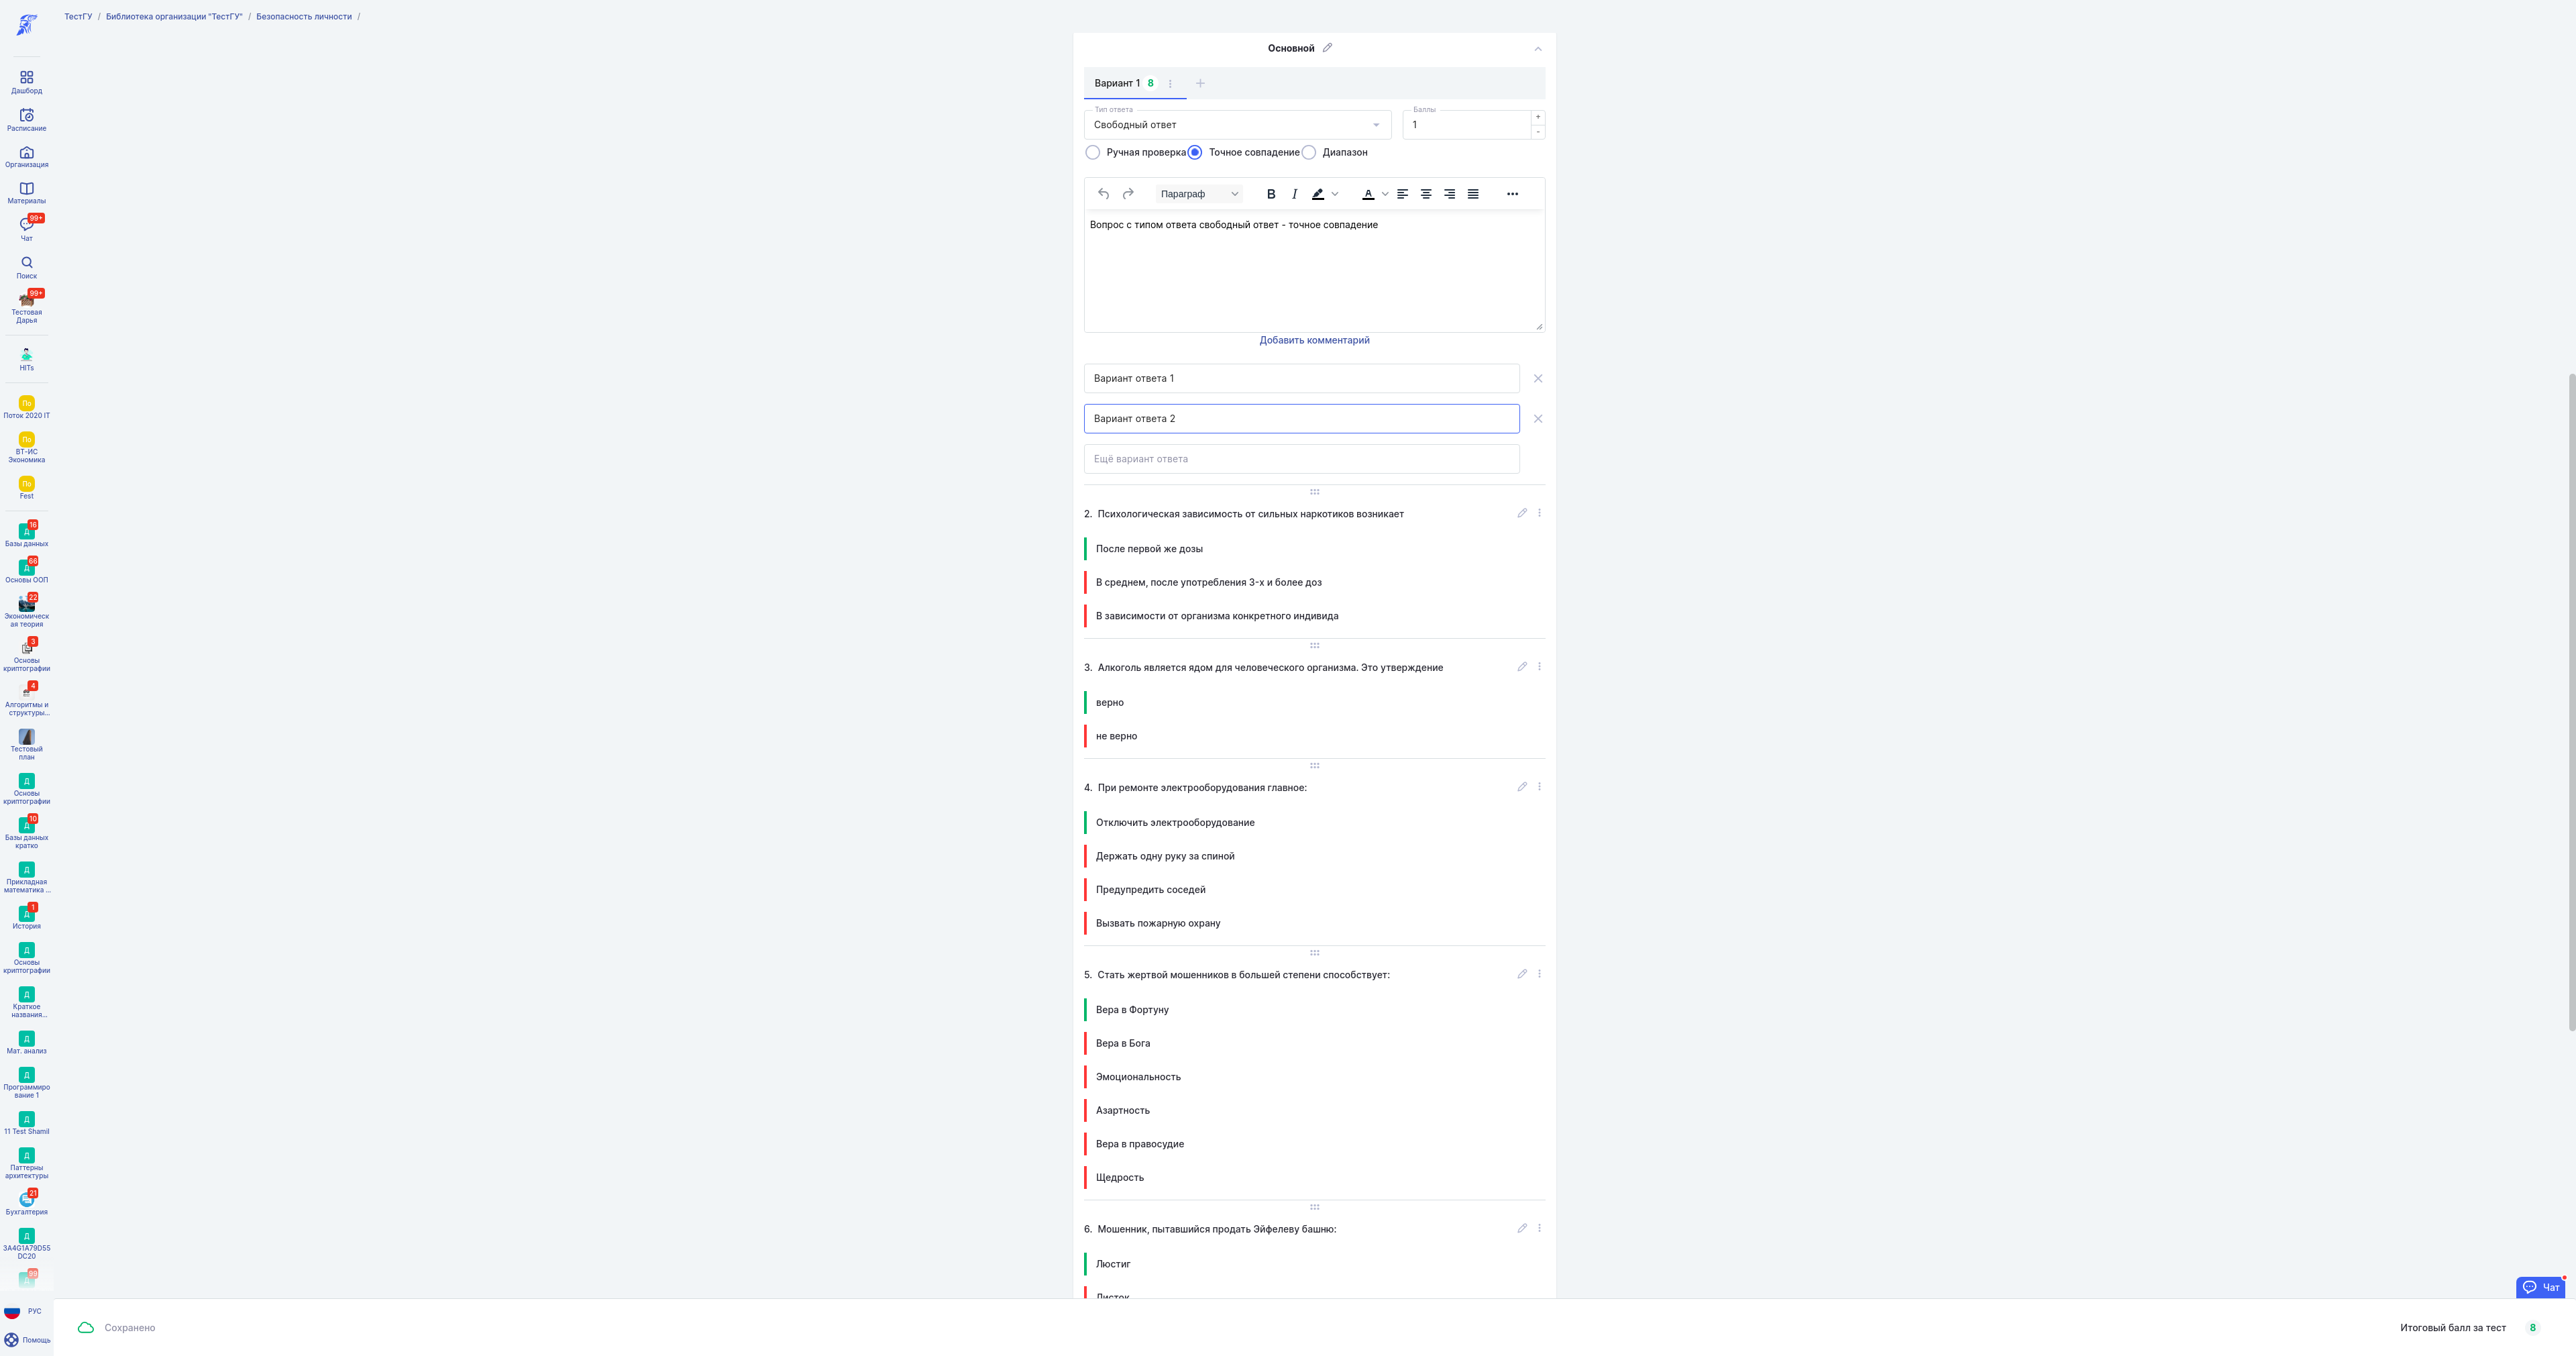 ТестГУ / Библиотека организации "ТестГУ" / Безопасность личности /
Дашборд
Расписание
Организация
Материалы
99+
Чат
Поиск
99+
Тестовая
Дарья
HITs
По
Поток 2020 IT
По
ВТ-ИС
Экономика
По
Fest
16
Д
Базы данных
66
Д
Основы ООП
22
Экономическ
ая теория
3
Основы
криптографии
4
Алгоритмы и
структуры...
Тестовый
план
Д
Основы
криптографии
10
Д
Базы данных
кратко
Д
Прикладная
математика ...
1
Д
История
Д
Основы
криптографии
Д
Краткое
названия...
Д
Мат. анализ
Д
Программиро
вание 1
Д
11 Test Shamil
Д
Паттерны
архитектуры
21
Бухгалтерия
Д
3A4G1A79D55
DC20
99
Д
РУС
Помощь
Основной
Вариант 1 8
Тип ответа
Свободный ответ
Баллы
1
+
-
Ручная проверка Точное совпадение Диапазон
Параграф B I A
Вопрос с типом ответа свободный ответ - точное совпадение
Добавить комментарий
Вариант ответа 1
Вариант ответа 2
Ещё вариант ответа
2. Психологическая зависимость от сильных наркотиков возникает
После первой же дозы
В среднем, после употребления 3-х и более доз
В зависимости от организма конкретного индивида
3. Алкоголь является ядом для человеческого организма. Это утверждение
верно
не верно
4. При ремонте электрооборудования главное:
Отключить электрооборудование
Держать одну руку за спиной
Предупредить соседей
Вызвать пожарную охрану
5. Стать жертвой мошенников в большей степени способствует:
Вера в Фортуну
Вера в Бога
Эмоциональность
Азартность
Вера в правосудие
Щедрость
6. Мошенник, пытавшийся продать Эйфелеву башню:
Люстиг
Листок
Чат
Сохранено
Итоговый балл за тест 8